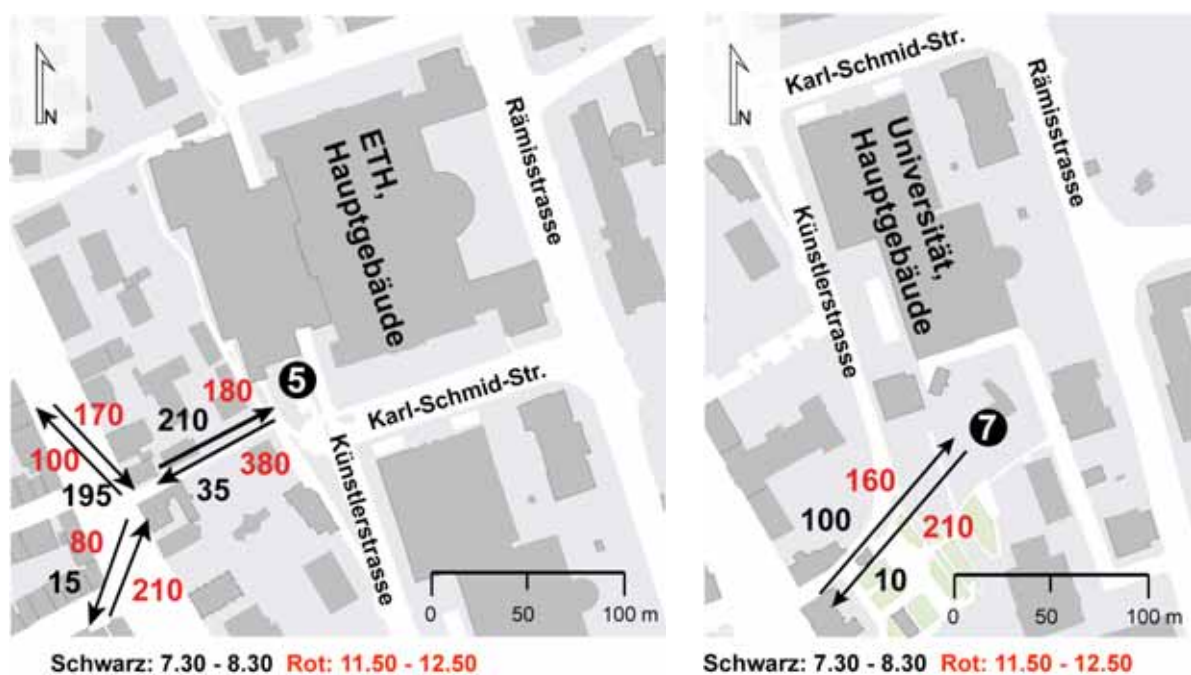 N
ETH,
Hauptgebäude
Rämisstrasse
Karl-Schmid-Str.
Künstlerstrasse
5
180
210
380
35
170
100
195
80
15
210
0 50 100 m
Schwarz: 7.30 - 8.30 Rot: 11.50 - 12.50
N
Karl-Schmid-Str.
Rämisstrasse
Universität,
Hauptgebäude
Künstlerstrasse
7
160
100
210
10
0 50 100 m
Schwarz: 7.30 - 8.30 Rot: 11.50 - 12.50